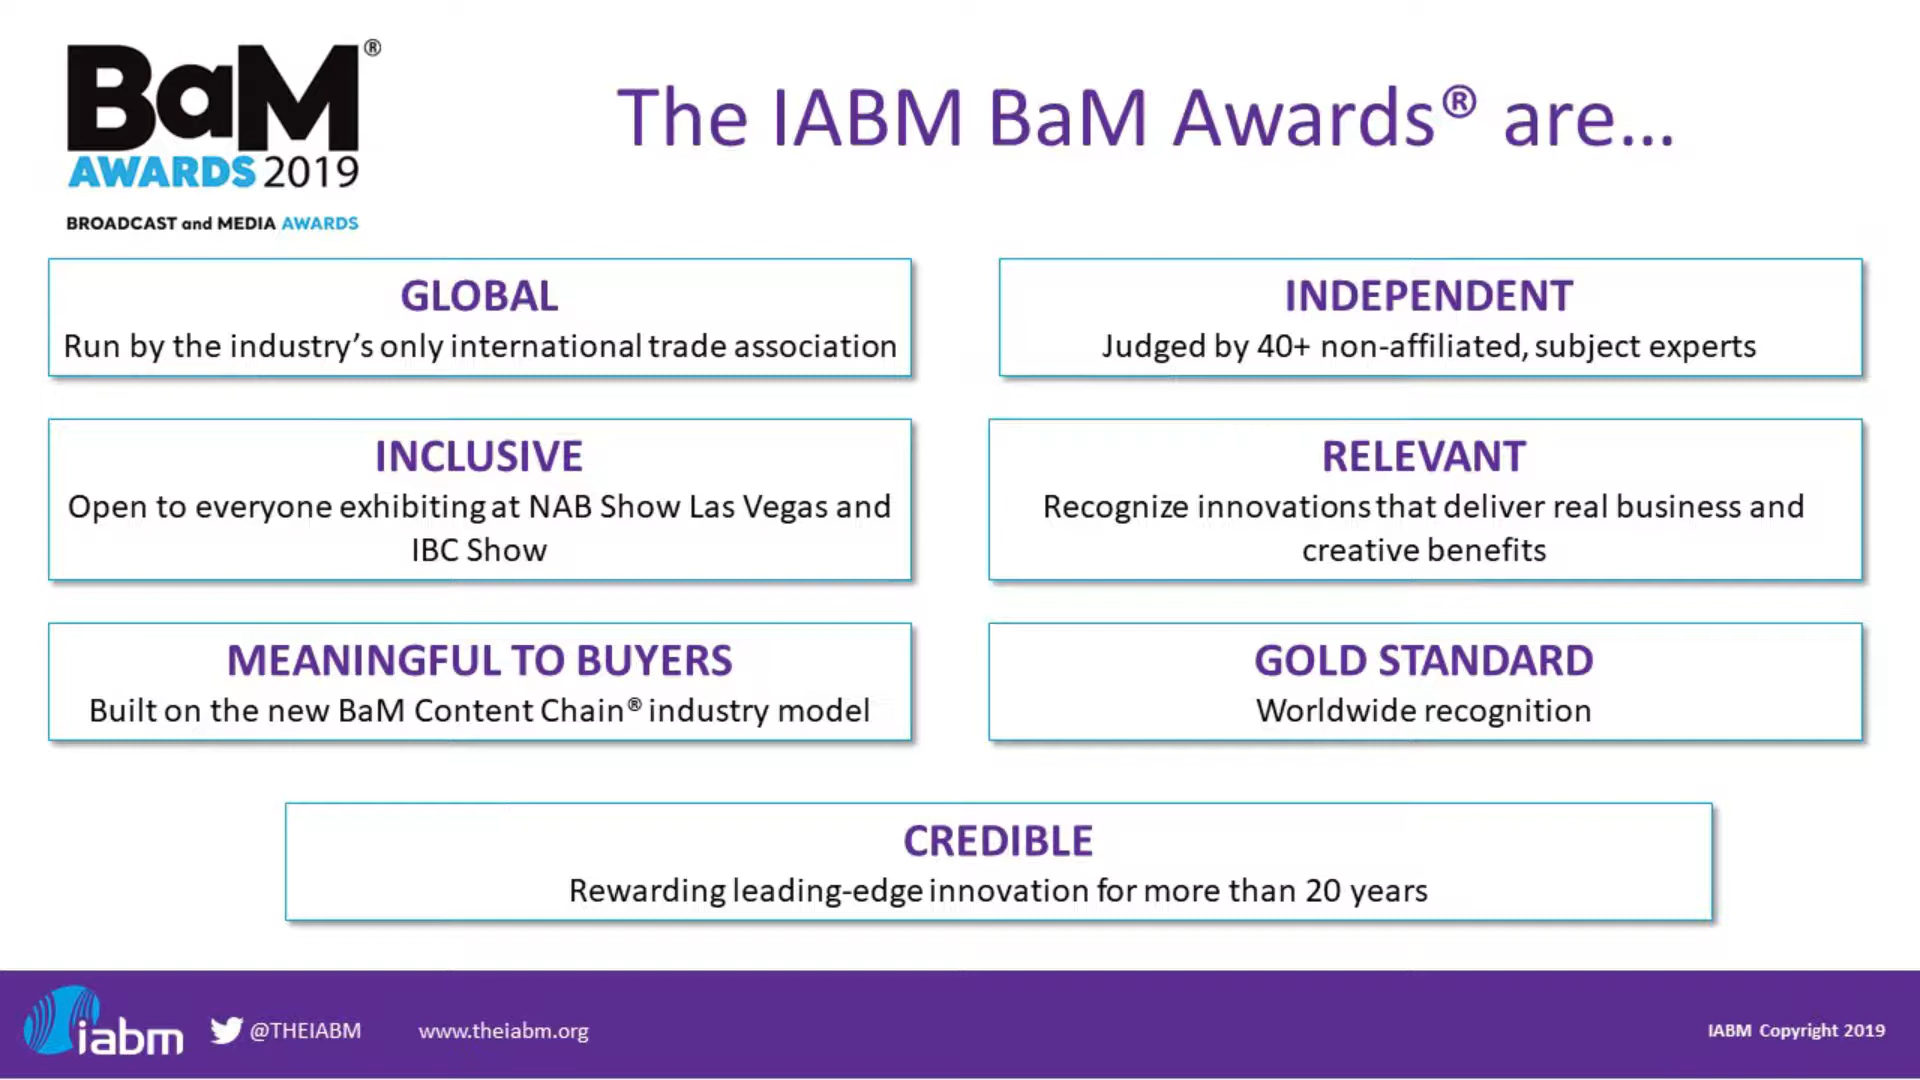 BaM®
AWARDS 2019
BROADCAST and MEDIA AWARDS
The IABM BaM Awards® are...
GLOBAL
Run by the industry's only international trade association
INDEPENDENT
Judged by 40+ non-affiliated, subject experts
INCLUSIVE
Open to everyone exhibiting at NAB Show Las Vegas and
IBC Show
RELEVANT
Recognize innovations that deliver real business and
creative benefits
MEANINGFUL TO BUYERS
Built on the new BaM Content Chain® industry model
GOLD STANDARD
Worldwide recognition
CREDIBLE
Rewarding leading-edge innovation for more than 20 years
iabm @THEIABM www.theiabm.org IABM Copyright 2019